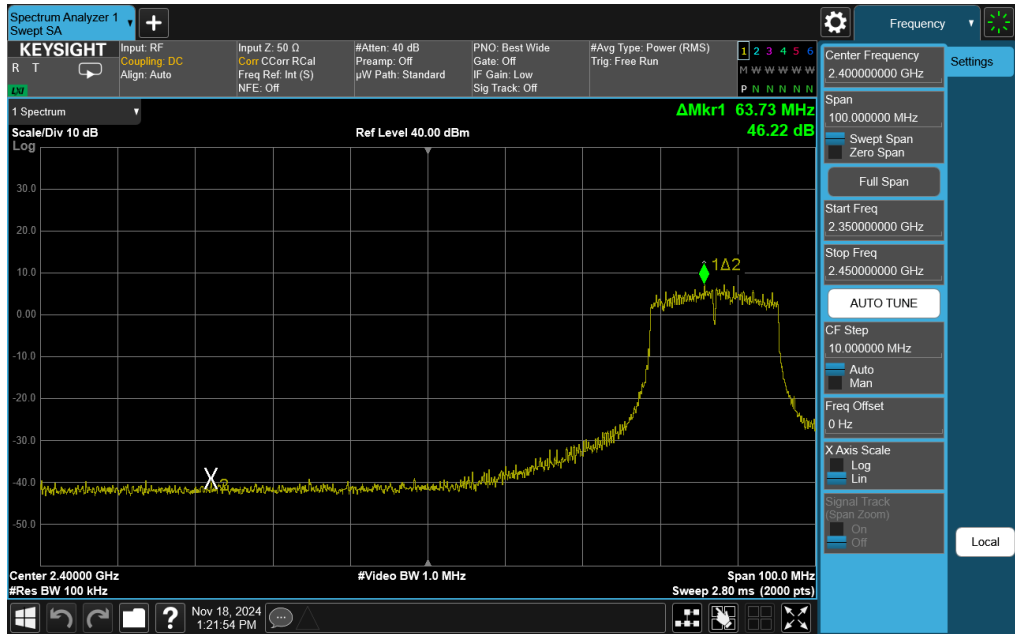 Spectrum Analyzer 1
Swept SA
Frequency
KEYSIGHT
R T
LXI
Input: RF
Coupling: DC
Align: Auto
Input Z: 50 Ω
Corr CCorr RCal
Freq Ref: Int (S)
NFE: Off
#Atten: 40 dB
Preamp: Off
µW Path: Standard
PNO: Best Wide
Gate: Off
IF Gain: Low
Sig Track: Off
#Avg Type: Power (RMS)
Trig: Free Run
1 2 3 4 5 6
M W W W W W
P N N N N N
1 Spectrum
ΔMkr1 63.73 MHz
46.22 dB
Scale/Div 10 dB
Ref Level 40.00 dBm
Log
30.0
20.0
10.0
0.00
-10.0
-20.0
-30.0
-40.0
-50.0
1Δ2
X2
Center 2.40000 GHz
#Res BW 100 kHz
#Video BW 1.0 MHz
Span 100.0 MHz
Sweep 2.80 ms (2000 pts)
Center Frequency
2.400000000 GHz
Span
100.000000 MHz
Swept Span
Zero Span
Full Span
Start Freq
2.350000000 GHz
Stop Freq
2.450000000 GHz
AUTO TUNE
CF Step
10.000000 MHz
Auto
Man
Freq Offset
0 Hz
X Axis Scale
Log
Lin
Signal Track
(Span Zoom)
On
Off
Settings
Local
?
Nov 18, 2024
1:21:54 PM